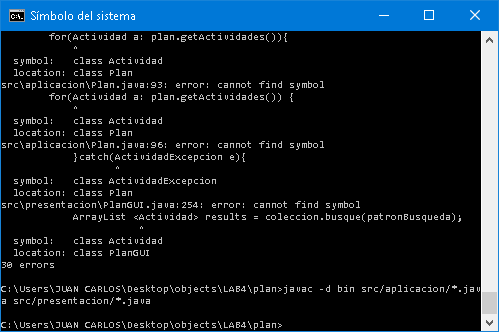 Símbolo del sistema
for(Actividad a: plan.getActividades()){
^
symbol:   class Actividad
location: class Plan
src\aplicacion\Plan.java:93: error: cannot find symbol
for(Actividad a: plan.getActividades()) {
^
symbol:   class Actividad
location: class Plan
src\aplicacion\Plan.java:96: error: cannot find symbol
}catch(ActividadExcepcion e){
^
symbol:   class ActividadExcepcion
location: class Plan
src\presentacion\PlanGUI.java:254: error: cannot find symbol
ArrayList <Actividad> results = coleccion.busque(patronBusqueda);
^
symbol:   class Actividad
location: class PlanGUI
30 errors
C:\Users\JUAN CARLOS\Desktop\objects\LAB4\plan>javac -d bin src/aplicacion/*.jav
a src/presentacion/*.java
C:\Users\JUAN CARLOS\Desktop\objects\LAB4\plan>